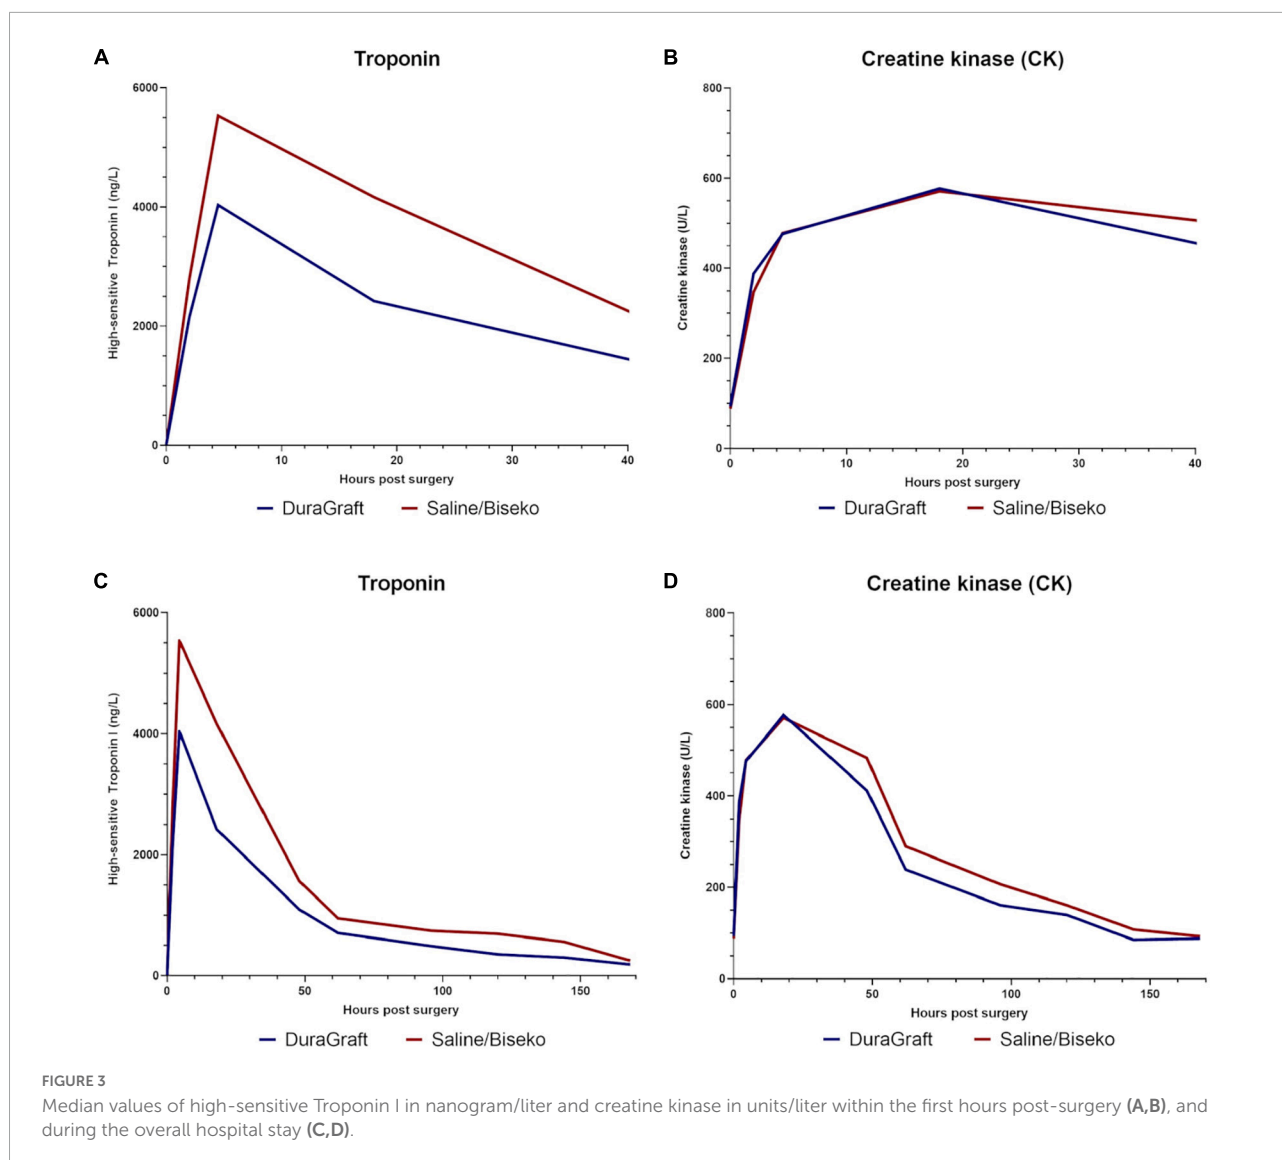 A
Troponin
6000
4000
2000
0
High-sensitive Troponin I (ng/L)
0 10 20 30 40
Hours post surgery
DuraGraft Saline/Biseko
B
Creatine kinase (CK)
800
600
400
200
0
Creatine kinase (U/L)
0 10 20 30 40
Hours post surgery
DuraGraft Saline/Biseko
C
Troponin
6000
4000
2000
0
High-sensitive Troponin I (ng/L)
0 50 100 150
Hours post surgery
DuraGraft Saline/Biseko
D
Creatine kinase (CK)
800
600
400
200
0
Creatine kinase (U/L)
0 50 100 150
Hours post surgery
DuraGraft Saline/Biseko
FIGURE 3
Median values of high-sensitive Troponin I in nanogram/liter and creatine kinase in units/liter within the first hours post-surgery (A,B), and
during the overall hospital stay (C,D).